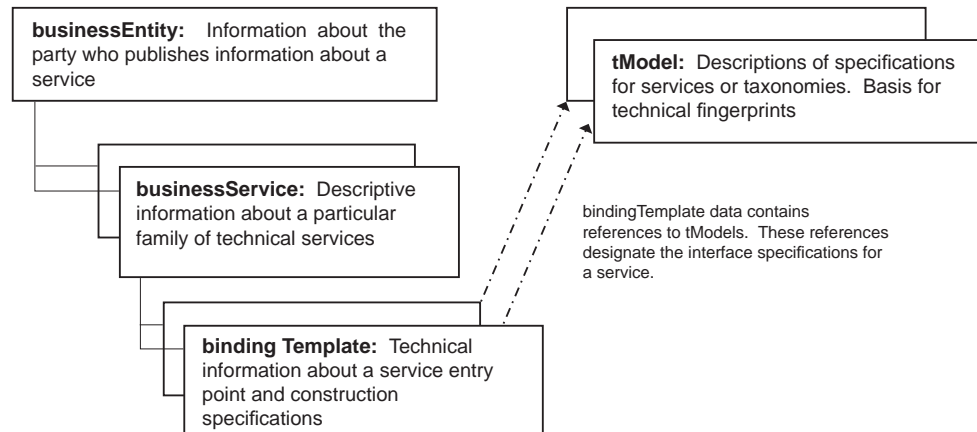 businessEntity: Information about the
party who publishes information about a
service
tModel: Descriptions of specifications
for services or taxonomies. Basis for
technical fingerprints
businessService: Descriptive
information about a particular
family of technical services
bindingTemplate data contains
references to tModels. These references
designate the interface specifications for
a service.
binding Template: Technical
information about a service entry
point and construction
specifications